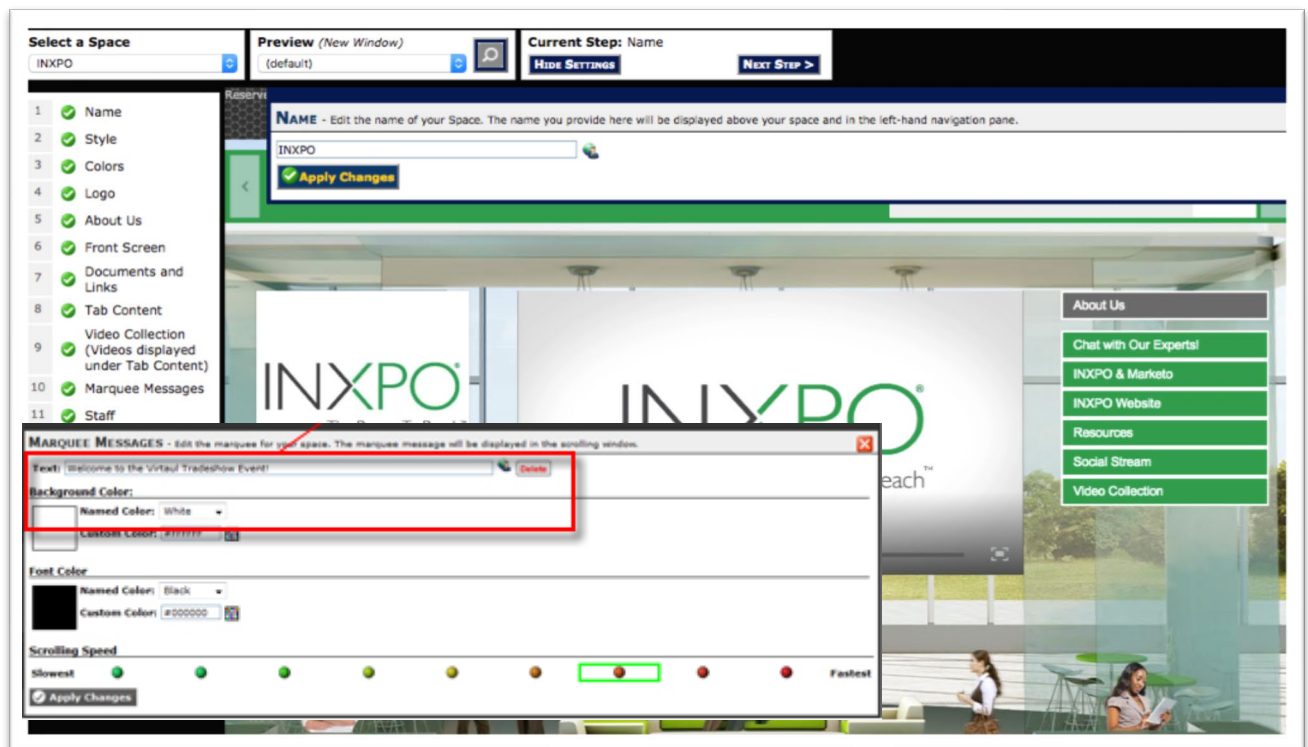 Select a Space
INXPO
Preview (New Window)
(default)
Current Step: Name
HIDE SETTINGS
NEXT STEP >
1 Name
2 Style
3 Colors
4 Logo
5 About Us
6 Front Screen
7 Documents and
Links
8 Tab Content
9 Video Collection
(Videos displayed
under Tab Content)
10 Marquee Messages
11 Staff
Reserve
NAME - Edit the name of your Space. The name you provide here will be displayed above your space and in the left-hand navigation pane.
INXPO
Apply Changes
INXPO
INXPO
each™
About Us
Chat with Our Experts!
INXPO & Marketo
INXPO Website
Resources
Social Stream
Video Collection
MARQUEE MESSAGES - Edit the marquee for your space. The marquee message will be displayed in the scrolling window.
Text: Welcome to the Virtaul Tradeshow Event!
Delete
Background Color:
Named Color: White
Custom Color: #ffffff
Font Color
Named Color: Black
Custom Color: #000000
Scrolling Speed
Slowest
Fastest
Apply Changes